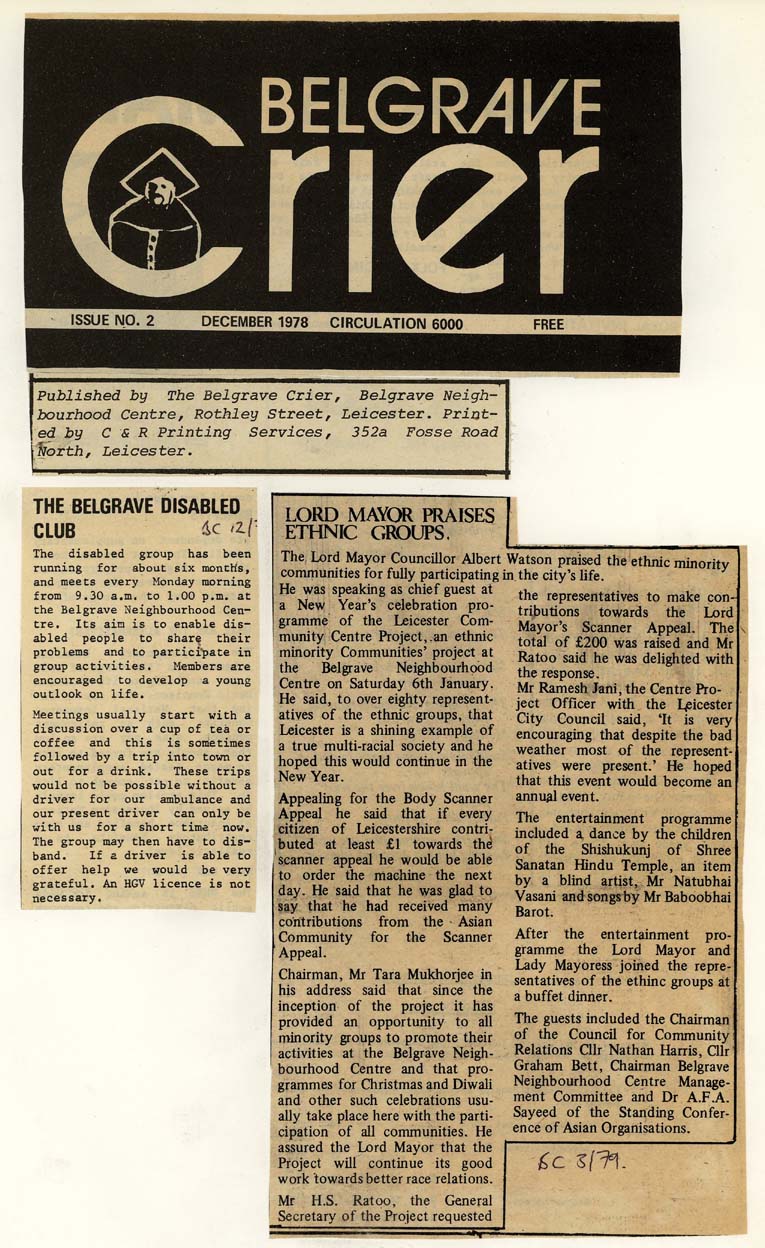 BELGRAVE
Crier
ISSUE NO. 2 DECEMBER 1978 CIRCULATION 6000 FREE
Published by The Belgrave Crier, Belgrave Neigh-
bourhood Centre, Rothley Street, Leicester. Print-
ed by C & R Printing Services, 352a Fosse Road
North, Leicester.
THE BELGRAVE DISABLED
CLUB
BC 12/
The disabled group has been
running for about six months,
and meets every Monday morning
from 9.30 a.m. to 1.00 p.m. at
the Belgrave Neighbourhood Cen-
tre. Its aim is to enable dis-
abled people to share their
problems and to participate in
group activities. Members are
encouraged to develop a young
outlook on life.
Meetings usually start with a
discussion over a cup of tea or
coffee and this is sometimes
followed by a trip into town or
out for a drink. These trips
would not be possible without a
driver for our ambulance and
our present driver can only be
with us for a short time now.
The group may then have to dis-
band. If a driver is able to
offer help we would be very
grateful. An HGV licence is not
necessary.
LORD MAYOR PRAISES
ETHNIC GROUPS.
The Lord Mayor Councillor Albert Watson praised the ethnic minority
communities for fully participating in the city's life.
He was speaking as chief guest at
a New Year's celebration pro-
gramme of the Leicester Com-
munity Centre Project, an ethnic
minority Communities' project at
the Belgrave Neighbourhood
Centre on Saturday 6th January.
He said, to over eighty represent-
atives of the ethnic groups, that
Leicester is a shining example of
a true multi-racial society and he
hoped this would continue in the
New Year.
Appealing for the Body Scanner
Appeal he said that if every
citizen of Leicestershire contri-
buted at least £1 towards the
scanner appeal he would be able
to order the machine the next
day. He said that he was glad to
say that he had received many
contributions from the Asian
Community for the Scanner
Appeal.
Chairman, Mr Tara Mukhorjee in
his address said that since the
inception of the project it has
provided an opportunity to all
minority groups to promote their
activities at the Belgrave Neigh-
bourhood Centre and that pro-
grammes for Christmas and Diwali
and other such celebrations usu-
ally take place here with the parti-
cipation of all communities. He
assured the Lord Mayor that the
Project will continue its good
work towards better race relations.
Mr H.S. Ratoo, the General
Secretary of the Project requested
the representatives to make con-
tributions towards the Lord
Mayor's Scanner Appeal. The
total of £200 was raised and Mr
Ratoo said he was delighted with
the response.
Mr Ramesh Jani, the Centre Pro-
ject Officer with the Leicester
City Council said, 'It is very
encouraging that despite the bad
weather most of the represent-
atives were present.' He hoped
that this event would become an
annual event.
The entertainment programme
included a dance by the children
of the Shishukunj of Shree
Sanatan Hindu Temple, an item
by a blind artist, Mr Natubhai
Vasani and songs by Mr Baboobhai
Barot.
After the entertainment pro-
gramme the Lord Mayor and
Lady Mayoress joined the repre-
sentatives of the ethinc groups at
a buffet dinner.
The guests included the Chairman
of the Council for Community
Relations Cllr Nathan Harris, Cllr
Graham Bett, Chairman Belgrave
Neighbourhood Centre Manage-
ment Committee and Dr A.F.A.
Sayeed of the Standing Confer-
ence of Asian Organisations.
BC 3/79.